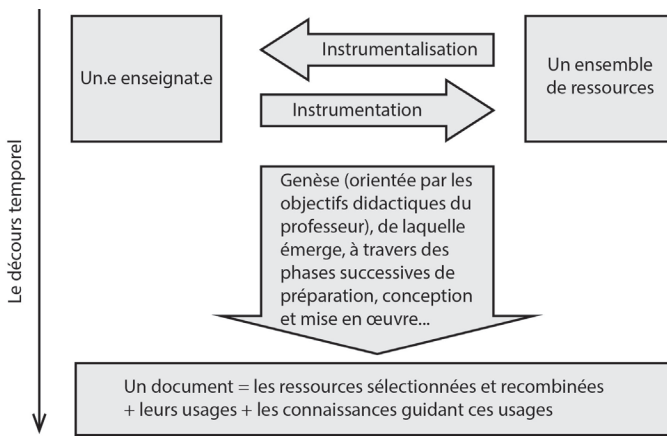 Un.e enseignat.e
Instrumentalisation
Instrumentation
Un ensemble
de ressources
Le décours temporel
Genèse (orientée par les
objectifs didactiques du
professeur), de laquelle
émerge, à travers des
phases successives de
préparation, conception
et mise en œuvre...
Un document = les ressources sélectionnées et recombinées
+ leurs usages + les connaissances guidant ces usages